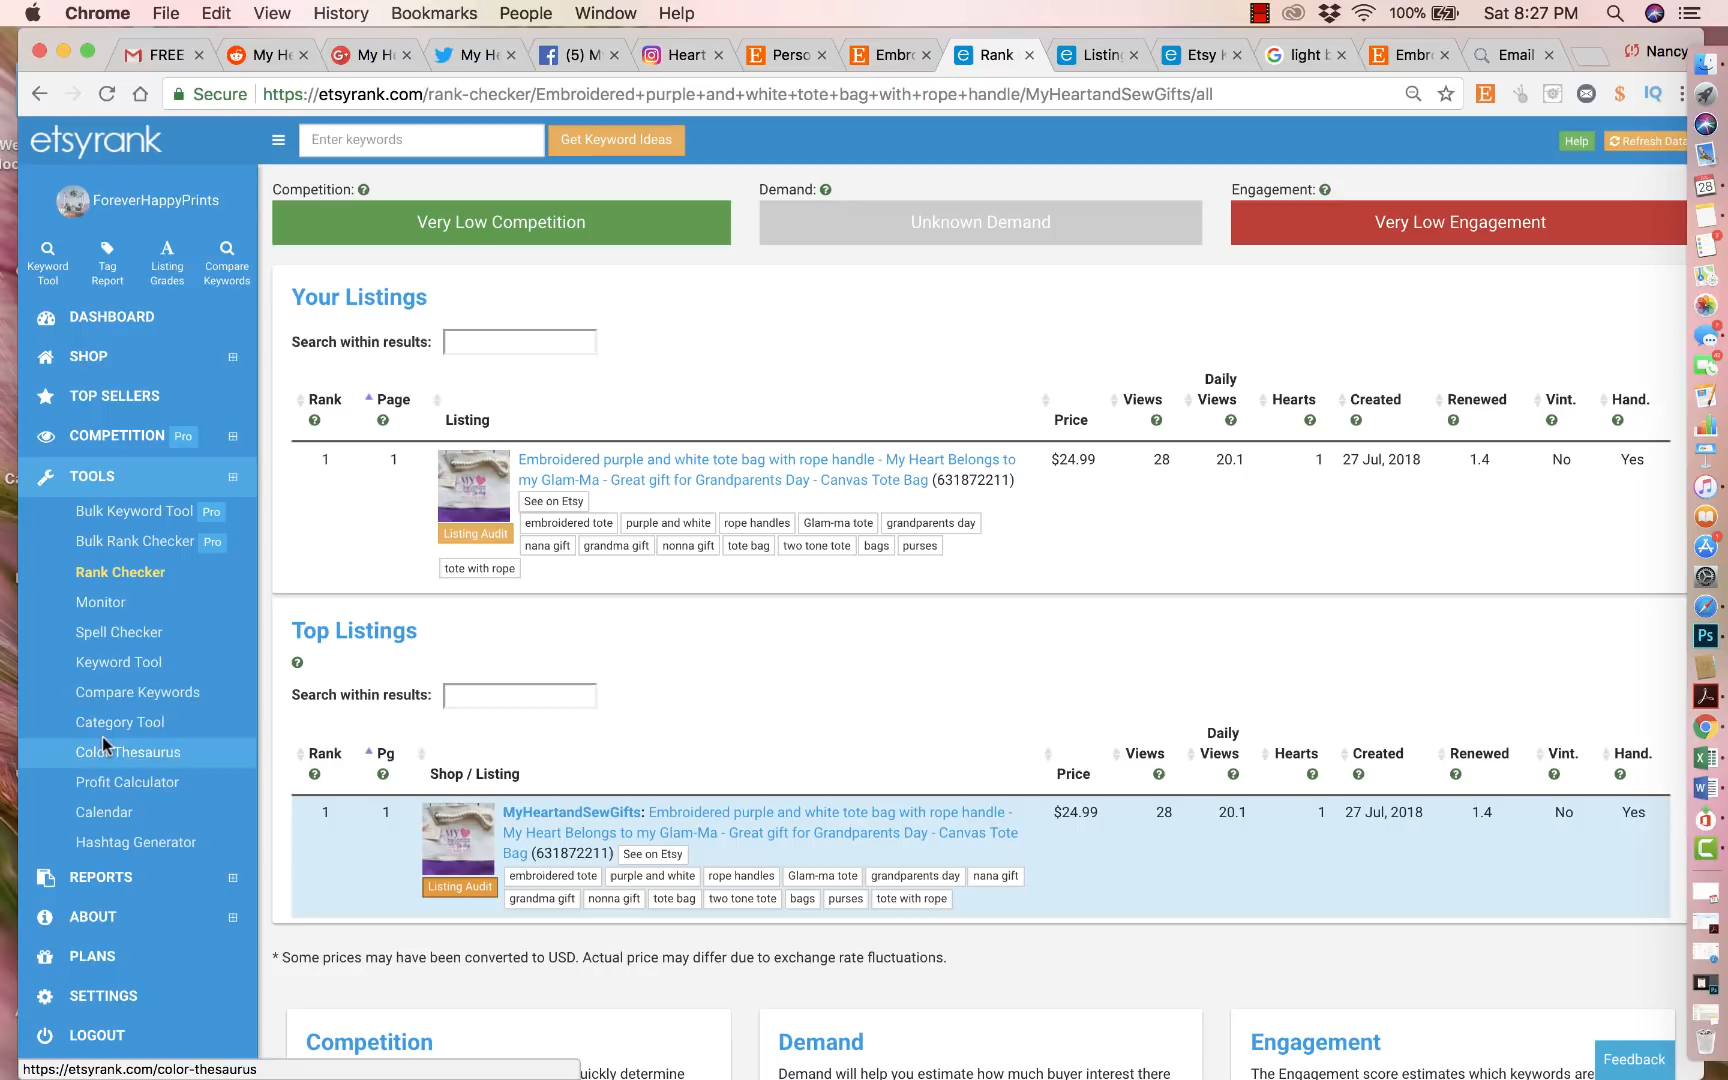 Chrome File Edit View History Bookmarks People Window Help 100% Sat 8:27 PM
FREE My He My H My He (5) M Heart Perso Embro Rank Listing Etsy K light b Embr Email Nancy
Secure https://etsyrank.com/rank-checker/Embroidered+purple+and+white+tote+bag+with+rope+handle/MyHeartandSewGifts/all
etsyrank Enter keywords Get Keyword Ideas Help Refresh Data
ForeverHappyPrints
Keyword Tool
Tag Report
Listing Grades
Compare Keywords
DASHBOARD
SHOP
TOP SELLERS
COMPETITION Pro
TOOLS
Bulk Keyword Tool Pro
Bulk Rank Checker Pro
Rank Checker
Monitor
Spell Checker
Keyword Tool
Compare Keywords
Category Tool
Color Thesaurus
Profit Calculator
Calendar
Hashtag Generator
REPORTS
ABOUT
PLANS
SETTINGS
LOGOUT
https://etsyrank.com/color-thesaurus
Competition: Demand: Engagement:
Very Low Competition Unknown Demand Very Low Engagement
Your Listings
Search within results:
Rank Page Listing Price Views Daily Views Hearts Created Renewed Vint. Hand.
1 1 Embroidered purple and white tote bag with rope handle - My Heart Belongs to $24.99 28 20.1 1 27 Jul, 2018 1.4 No Yes
my Glam-Ma - Great gift for Grandparents Day - Canvas Tote Bag (631872211)
See on Etsy
embroidered tote purple and white rope handles Glam-ma tote grandparents day
Listing Audit nana gift grandma gift nonna gift tote bag two tone tote bags purses
tote with rope
Top Listings
Search within results:
Rank Pg Shop / Listing Price Views Daily Views Hearts Created Renewed Vint. Hand.
1 1 MyHeartandSewGifts: Embroidered purple and white tote bag with rope handle - $24.99 28 20.1 1 27 Jul, 2018 1.4 No Yes
My Heart Belongs to my Glam-Ma - Great gift for Grandparents Day - Canvas Tote
Bag (631872211) See on Etsy
embroidered tote purple and white rope handles Glam-ma tote grandparents day nana gift
Listing Audit grandma gift nonna gift tote bag two tone tote bags purses tote with rope
* Some prices may have been converted to USD. Actual price may differ due to exchange rate fluctuations.
Competition Demand Engagement
uickly determine Demand will help you estimate how much buyer interest there The Engagement score estimates which keywords are
Feedback